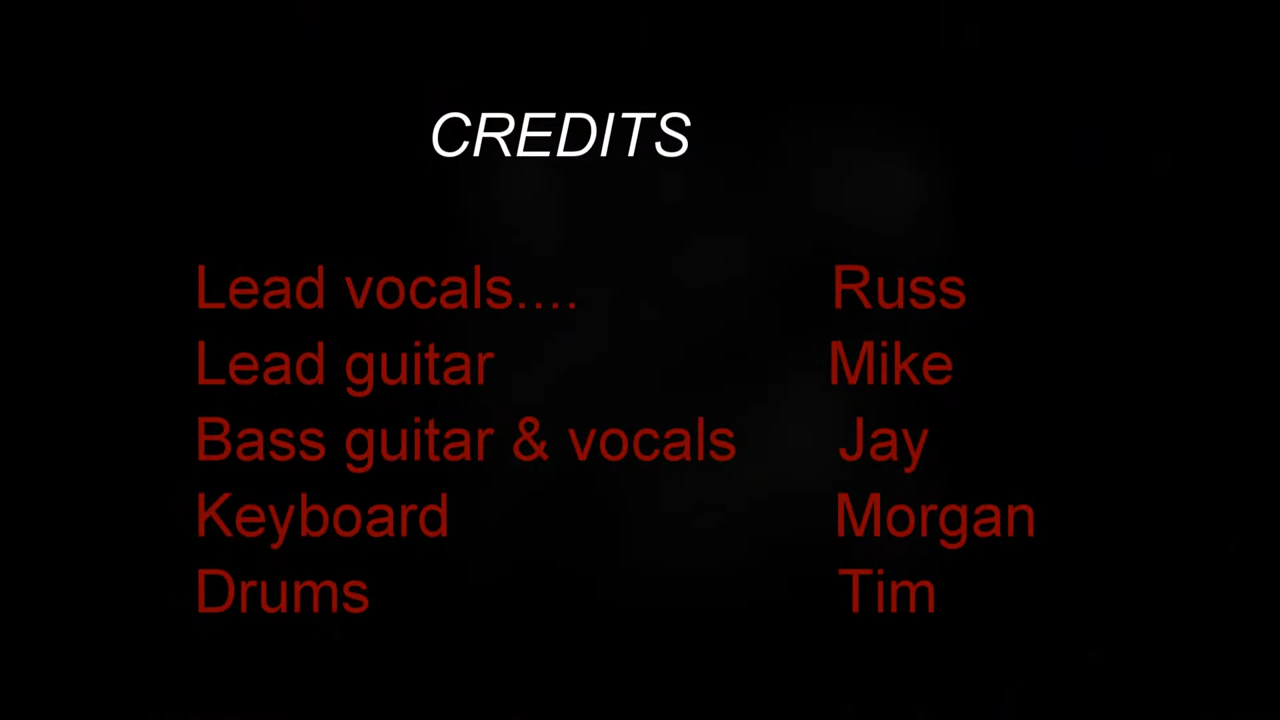 CREDITS
Lead vocals.... Russ
Lead guitar Mike
Bass guitar & vocals Jay
Keyboard Morgan
Drums Tim